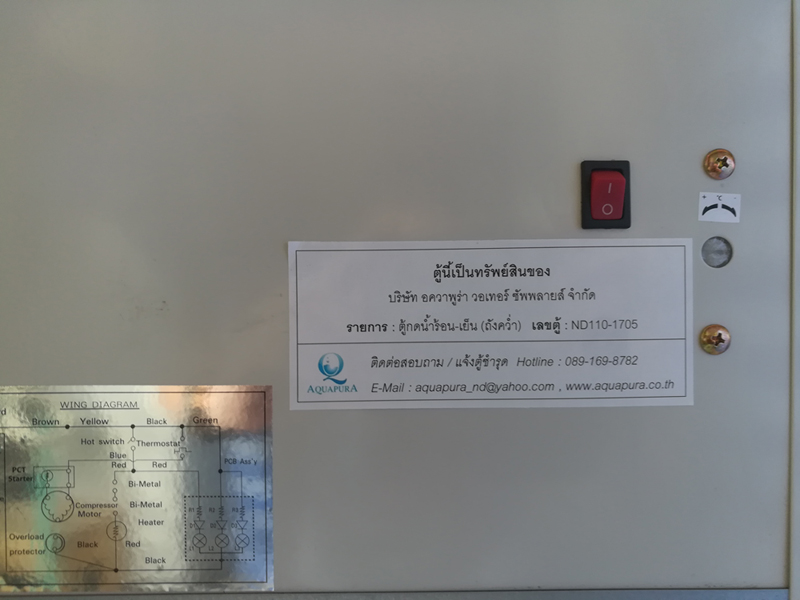 I
O
+ °C -
ตู้นี้เป็นทรัพย์สินของ
บริษัท อควาพูร่า วอเทอร์ ซัพพลายส์ จำกัด
รายการ : ตู้กดน้ำร้อน-เย็น (ถังคว่ำ) เลขตู้ : ND110-1705
AQUAPURA
ติดต่อสอบถาม / แจ้งตู้ชำรุด Hotline : 089-169-8782
E-Mail : aquapura_nd@yahoo.com , www.aquapura.co.th
WING DIAGRAM
Brown Yellow Black Green
Hot switch Thermostat
Blue
Red Red PCB-Ass'y
PCT
Starter
Bi-Metal
Compressor
Motor
Bi-Metal
Heater
Overload
protector
Black Red
Black